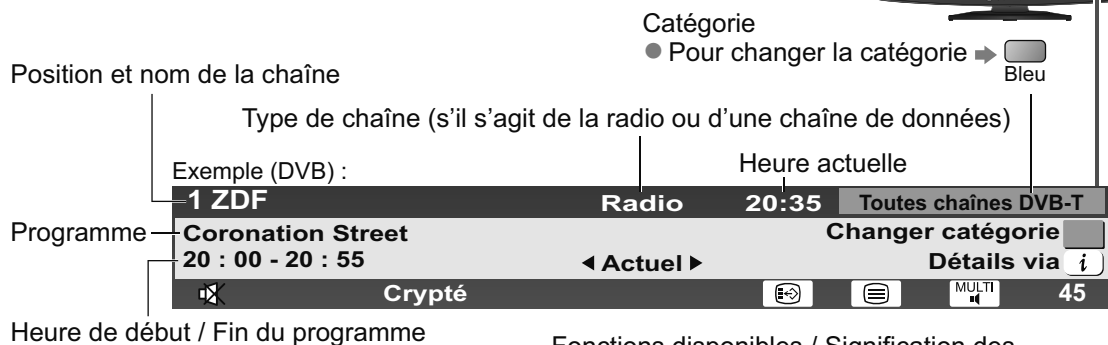 Catégorie
● Pour changer la catégorie
Bleu
Position et nom de la chaîne
Type de chaîne (s’il s’agit de la radio ou d’une chaîne de données)
Heure actuelle
Exemple (DVB) :
1 ZDF Radio 20:35 Toutes chaînes DVB-T
Programme
Coronation Street Changer catégorie
20 : 00 - 20 : 55 Actuel Détails via i
Crypté MULTI 45
Heure de début / Fin du programme
Fonctions disponibles / Signification des